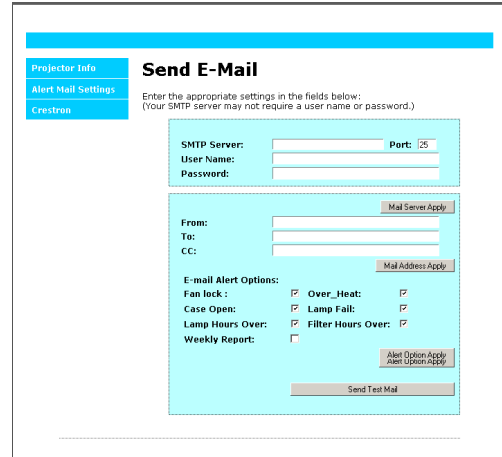 Projector Info
Alert Mail Settings
Crestron
Send E-Mail
Enter the appropriate settings in the fields below:
(Your SMTP server may not require a user name or password.)
SMTP Server: Port: 25
User Name:
Password:
Mail Server Apply
From:
To:
CC:
Mail Address Apply
E-mail Alert Options:
Fan lock : Over_Heat:
Case Open: Lamp Fail:
Lamp Hours Over: Filter Hours Over:
Weekly Report:
Alert Option Apply
Alert Option Apply
Send Test Mail